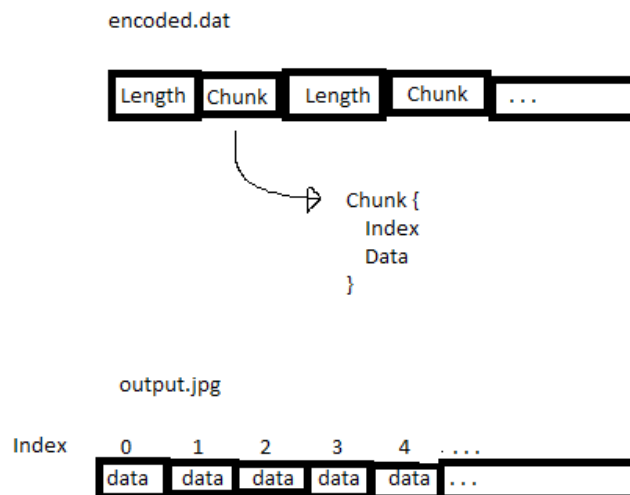 encoded.dat
Length Chunk Length Chunk ...
Chunk {
Index
Data
}
output.jpg
Index 0 1 2 3 4 . ...
data data data data data ...